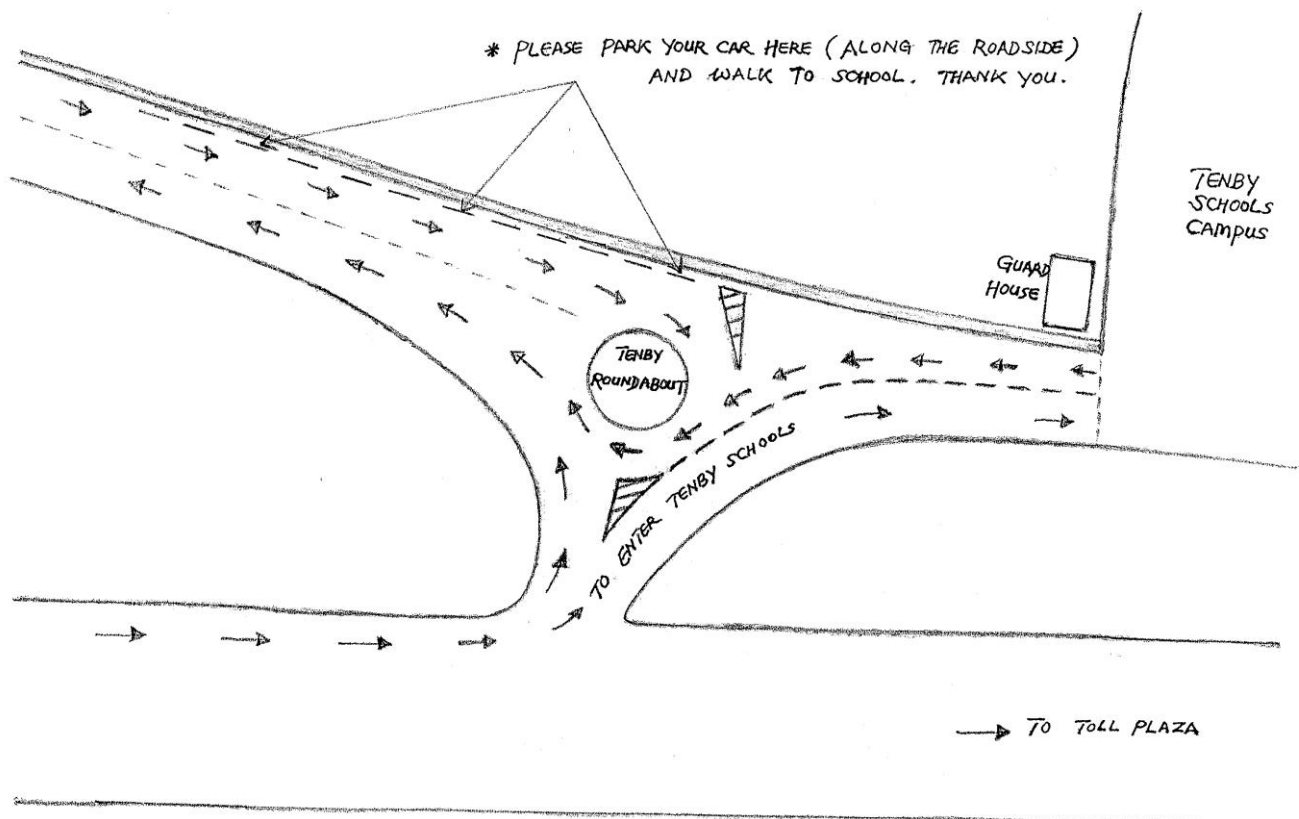 * PLEASE PARK YOUR CAR HERE (ALONG THE ROADSIDE)
AND WALK TO SCHOOL. THANK YOU.
TENBY
SCHOOLS
CAMPUS
GUARD
HOUSE
TENBY
ROUNDABOUT
TO ENTER TENBY SCHOOLS
TO TOLL PLAZA